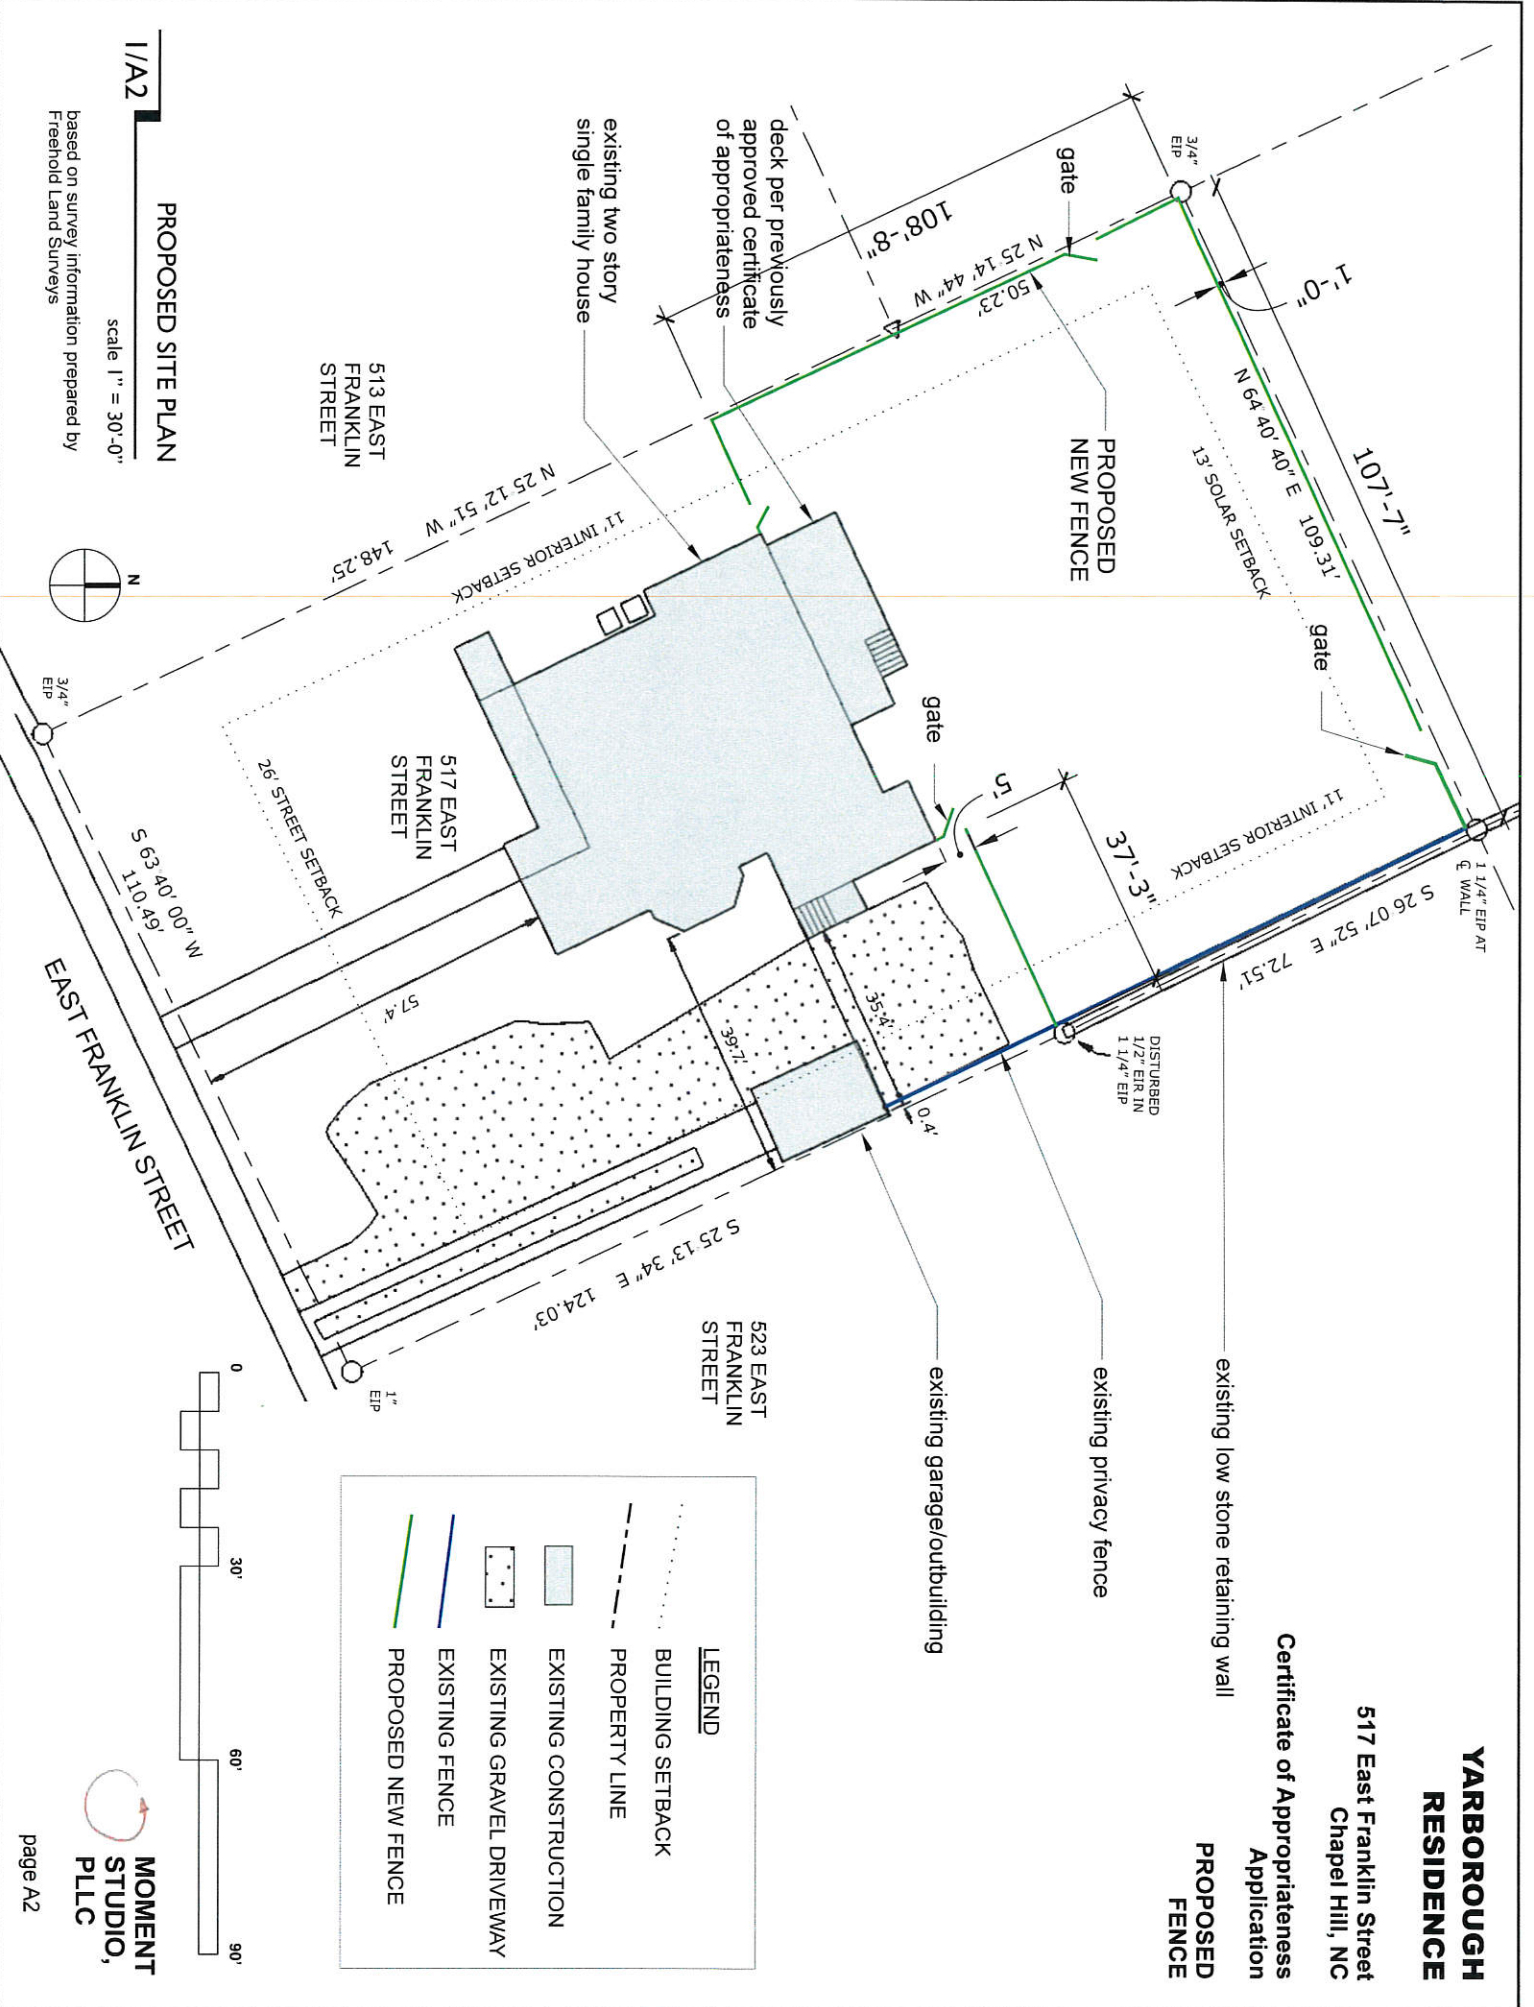 YARBOROUGH
RESIDENCE
517 East Franklin Street
Chapel Hill, NC
Certificate of Appropriateness
Application
PROPOSED
FENCE
3/4"
EIP
gate
108'-8"
N 25 14' 44" W
50.23'
1'-0"
107'-7"
N 64 40' 40" E 109.31'
13' SOLAR SETBACK
PROPOSED
NEW FENCE
gate
deck per previously
approved certificate
of appropriateness
existing two story
single family house
513 EAST
FRANKLIN
STREET
N 25 12' 51" W 148.25'
11' INTERIOR SETBACK
gate
5'
37'-3"
11' INTERIOR SETBACK
1 1/4" EIP AT
℄ WALL
S 26 07' 52" E 72.51'
DISTURBED
1/2" EIR IN
1 1/4" EIP
existing low stone retaining wall
existing privacy fence
existing garage/outbuilding
0.4'
35.4'
39.7'
57.4'
517 EAST
FRANKLIN
STREET
26' STREET SETBACK
3/4"
EIP
S 63 40' 00" W
110.49'
EAST FRANKLIN STREET
S 25 13' 34" E 124.03'
523 EAST
FRANKLIN
STREET
1"
EIP
LEGEND
BUILDING SETBACK
PROPERTY LINE
EXISTING CONSTRUCTION
EXISTING GRAVEL DRIVEWAY
EXISTING FENCE
PROPOSED NEW FENCE
1/A2
PROPOSED SITE PLAN
scale 1" = 30'-0"
based on survey information prepared by
Freehold Land Surveys
N
0 30' 60' 90'
MOMENT
STUDIO,
PLLC
page A2